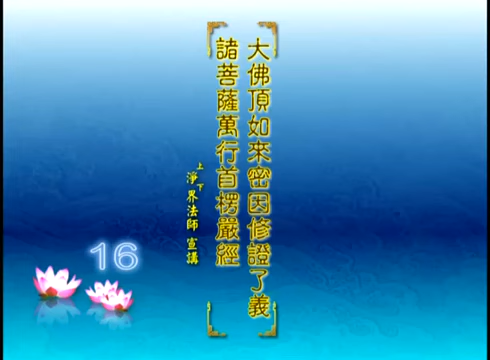 大佛頂如來密因修證了義
諸菩薩萬行首楞嚴經
上淨下界法師 宣講
16